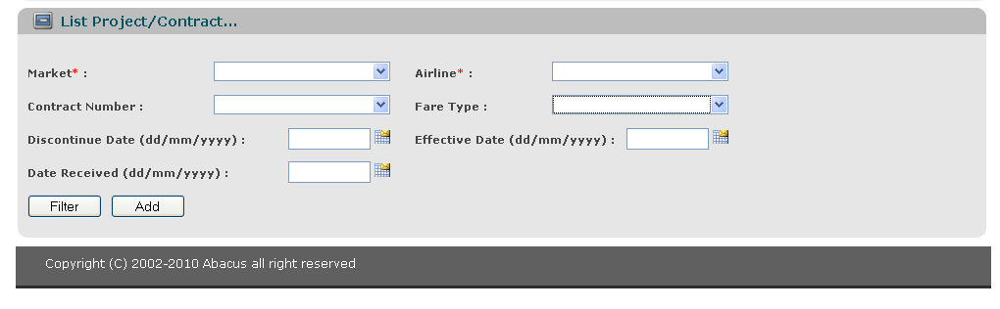 List Project/Contract...
Market* : Airline* :
Contract Number : Fare Type :
Discontinue Date (dd/mm/yyyy) : Effective Date (dd/mm/yyyy) :
Date Received (dd/mm/yyyy) :
Filter Add
Copyright (C) 2002-2010 Abacus all right reserved